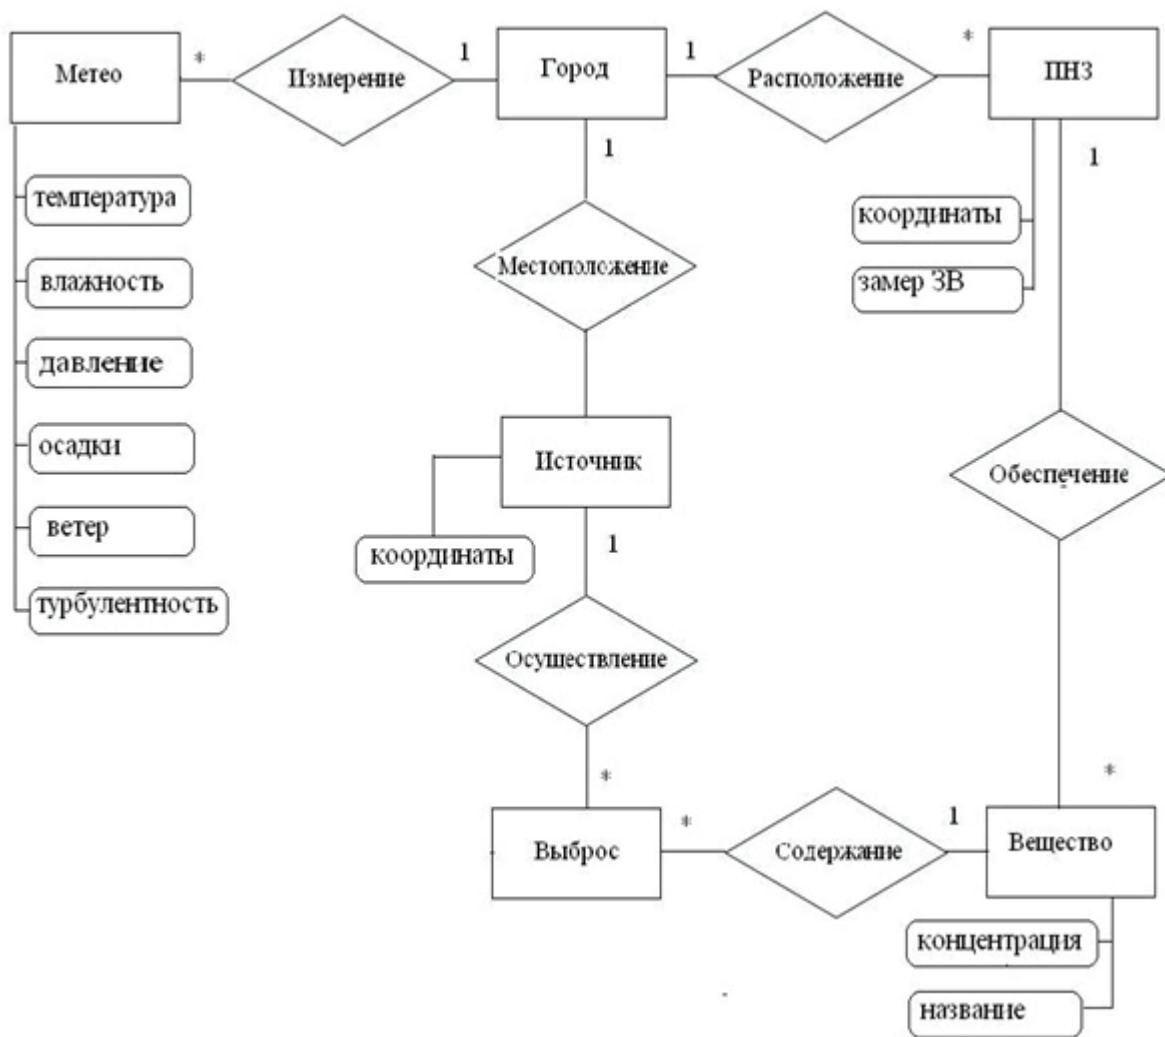 Метео
*
Измерение
1
Город
1
Расположение
*
ПНЗ
1
1
температура
координаты
влажность
Местоположение
замер ЗВ
давление
осадки
Источник
Обеспечение
ветер
координаты
1
турбулентность
Осуществление
*
*
*
1
Выброс
Содержание
Вещество
концентрация
название